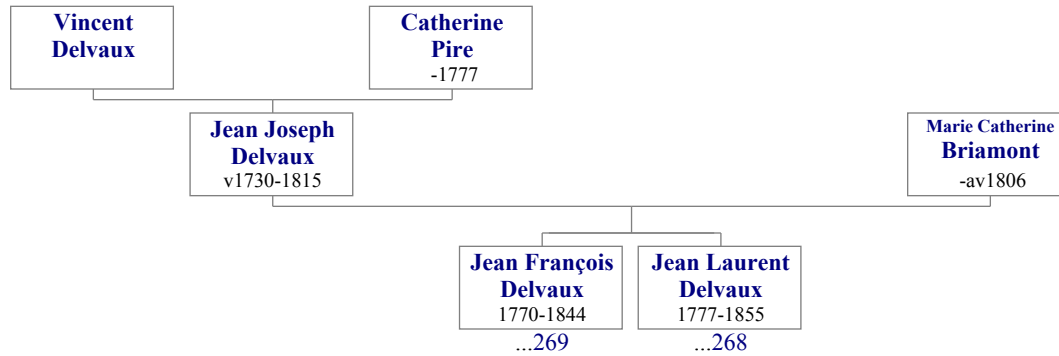 Vincent
Delvaux
Catherine
Pire
-1777
Jean Joseph
Delvaux
v1730-1815
Marie Catherine
Briamont
-av1806
Jean François
Delvaux
1770-1844
...269
Jean Laurent
Delvaux
1777-1855
...268